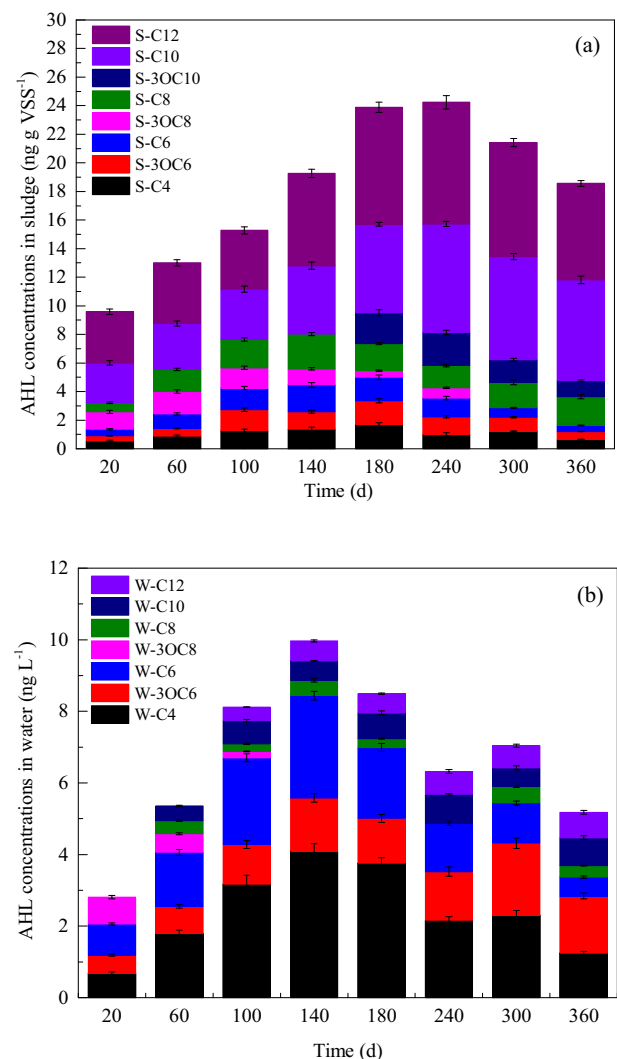 (a)
S-C12
S-C10
S-3OC10
S-C8
S-3OC8
S-C6
S-3OC6
S-C4
AHL concentrations in sludge (ng g VSS⁻¹)
30
28
26
24
22
20
18
16
14
12
10
8
6
4
2
0
20 60 100 140 180 240 300 360
Time (d)
(b)
W-C12
W-C10
W-C8
W-3OC8
W-C6
W-3OC6
W-C4
AHL concentrations in water (ng L⁻¹)
12
10
8
6
4
2
0
20 60 100 140 180 240 300 360
Time (d)